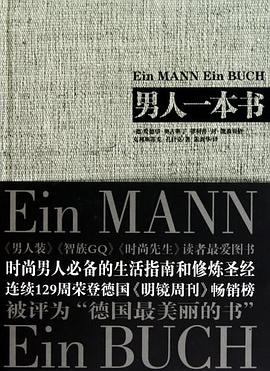 Ein MANN Ein BUCH
男人一本书
Ein MANN
《男人装》《智族GQ》《时尚先生》读者最爱图书
时尚男人必备的生活指南和修炼圣经
连续129周荣登德国《明镜周刊》畅销榜
被评为“德国最美丽的书”
Ein BUCH